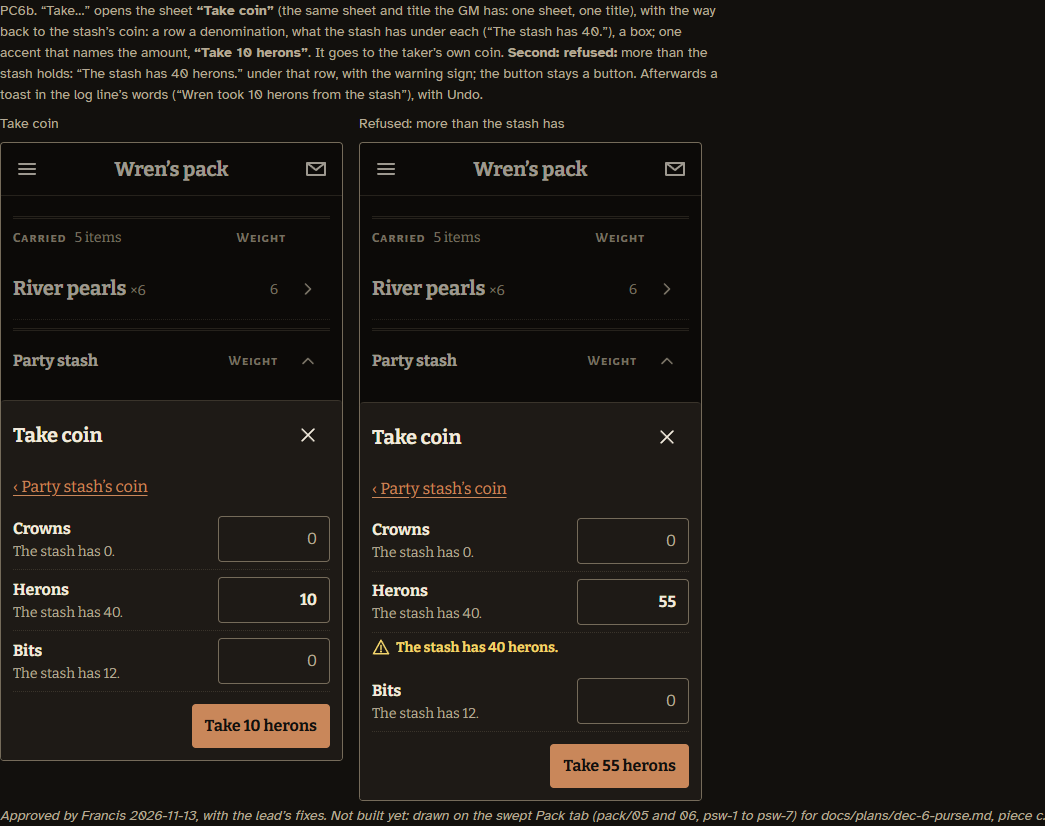 PC6b. “Take…” opens the sheet “Take coin” (the same sheet and title the GM has: one sheet, one title), with the way
back to the stash’s coin: a row a denomination, what the stash has under each (“The stash has 40.”), a box; one
accent that names the amount, “Take 10 herons”. It goes to the taker’s own coin. Second: refused: more than the
stash holds: “The stash has 40 herons.” under that row, with the warning sign; the button stays a button. Afterwards a
toast in the log line’s words (“Wren took 10 herons from the stash”), with Undo.
Take coin
Wren’s pack
CARRIED 5 items WEIGHT
River pearls ×6 6
Party stash WEIGHT
Take coin
‹ Party stash’s coin
Crowns
The stash has 0.
0
Herons
The stash has 40.
10
Bits
The stash has 12.
0
Take 10 herons
Refused: more than the stash has
Wren’s pack
CARRIED 5 items WEIGHT
River pearls ×6 6
Party stash WEIGHT
Take coin
‹ Party stash’s coin
Crowns
The stash has 0.
0
Herons
The stash has 40.
55
The stash has 40 herons.
Bits
The stash has 12.
0
Take 55 herons
Approved by Francis 2026-11-13, with the lead’s fixes. Not built yet: drawn on the swept Pack tab (pack/05 and 06, psw-1 to psw-7) for docs/plans/dec-6-purse.md, piece c.